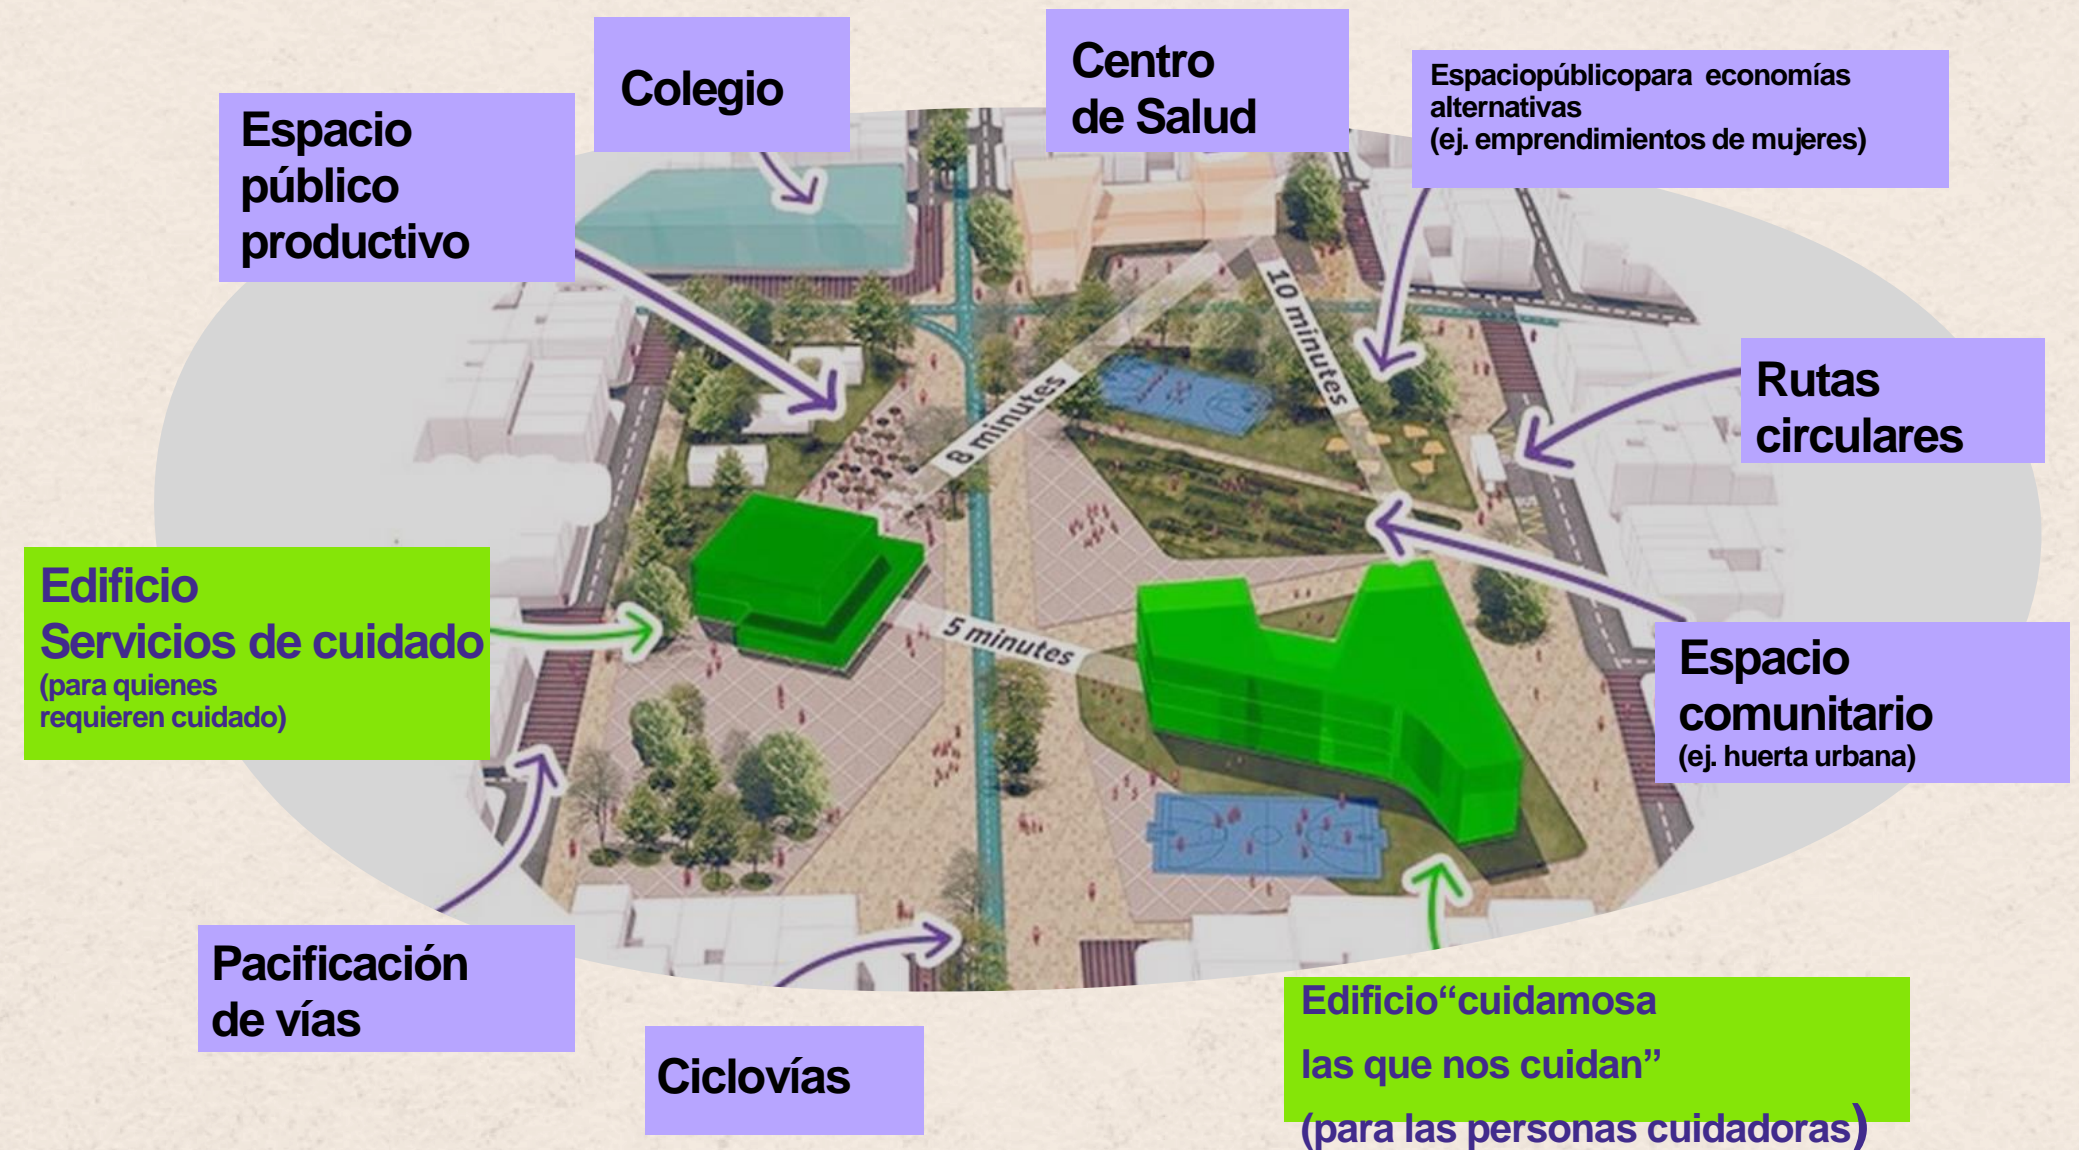 Colegio
Centro
de Salud
Espaciopúblicopara economías
alternativas
(ej. emprendimientos de mujeres)
Espacio
público
productivo
10 minutes
8 minutes
Rutas
circulares
Edificio
Servicios de cuidado
(para quienes
requieren cuidado)
5 minutes
Espacio
comunitario
(ej. huerta urbana)
Pacificación
de vías
Ciclovías
Edificio“cuidamosa
las que nos cuidan”
(para las personas cuidadoras)